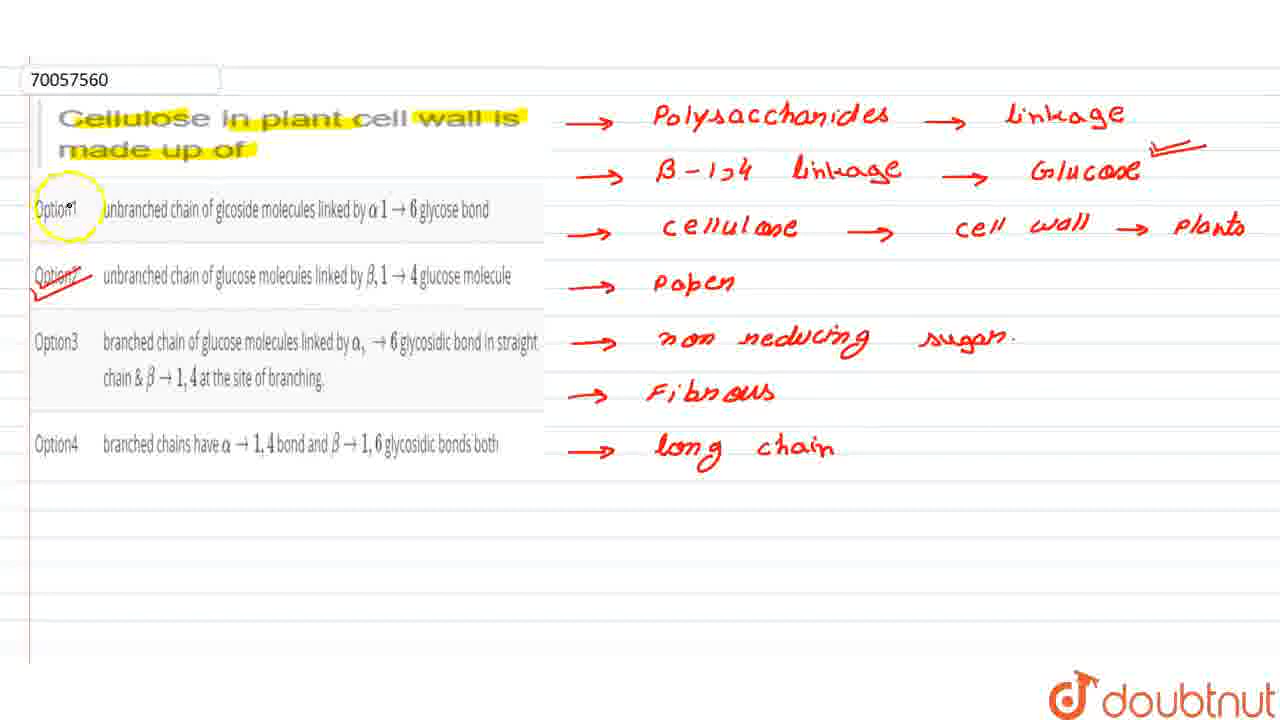 70057560
Cellulose in plant cell wall is
made up of
Option1 unbranched chain of glcoside molecules linked by α 1 → 6 glycose bond
Option2 unbranched chain of glucose molecules linked by β, 1 → 4 glucose molecule
Option3 branched chain of glucose molecules linked by α, → 6 glycosidic bond in straight
chain & β → 1, 4 at the site of branching.
Option4 branched chains have α → 1, 4 bond and β → 1, 6 glycosidic bonds both
→ Polysaccharides → linkage
→ β-1,4 linkage → Glucose
→ cellulose → cell wall → plants
→ Paper
→ non reducing sugar.
→ Fibrous
→ long chain
doubtnut